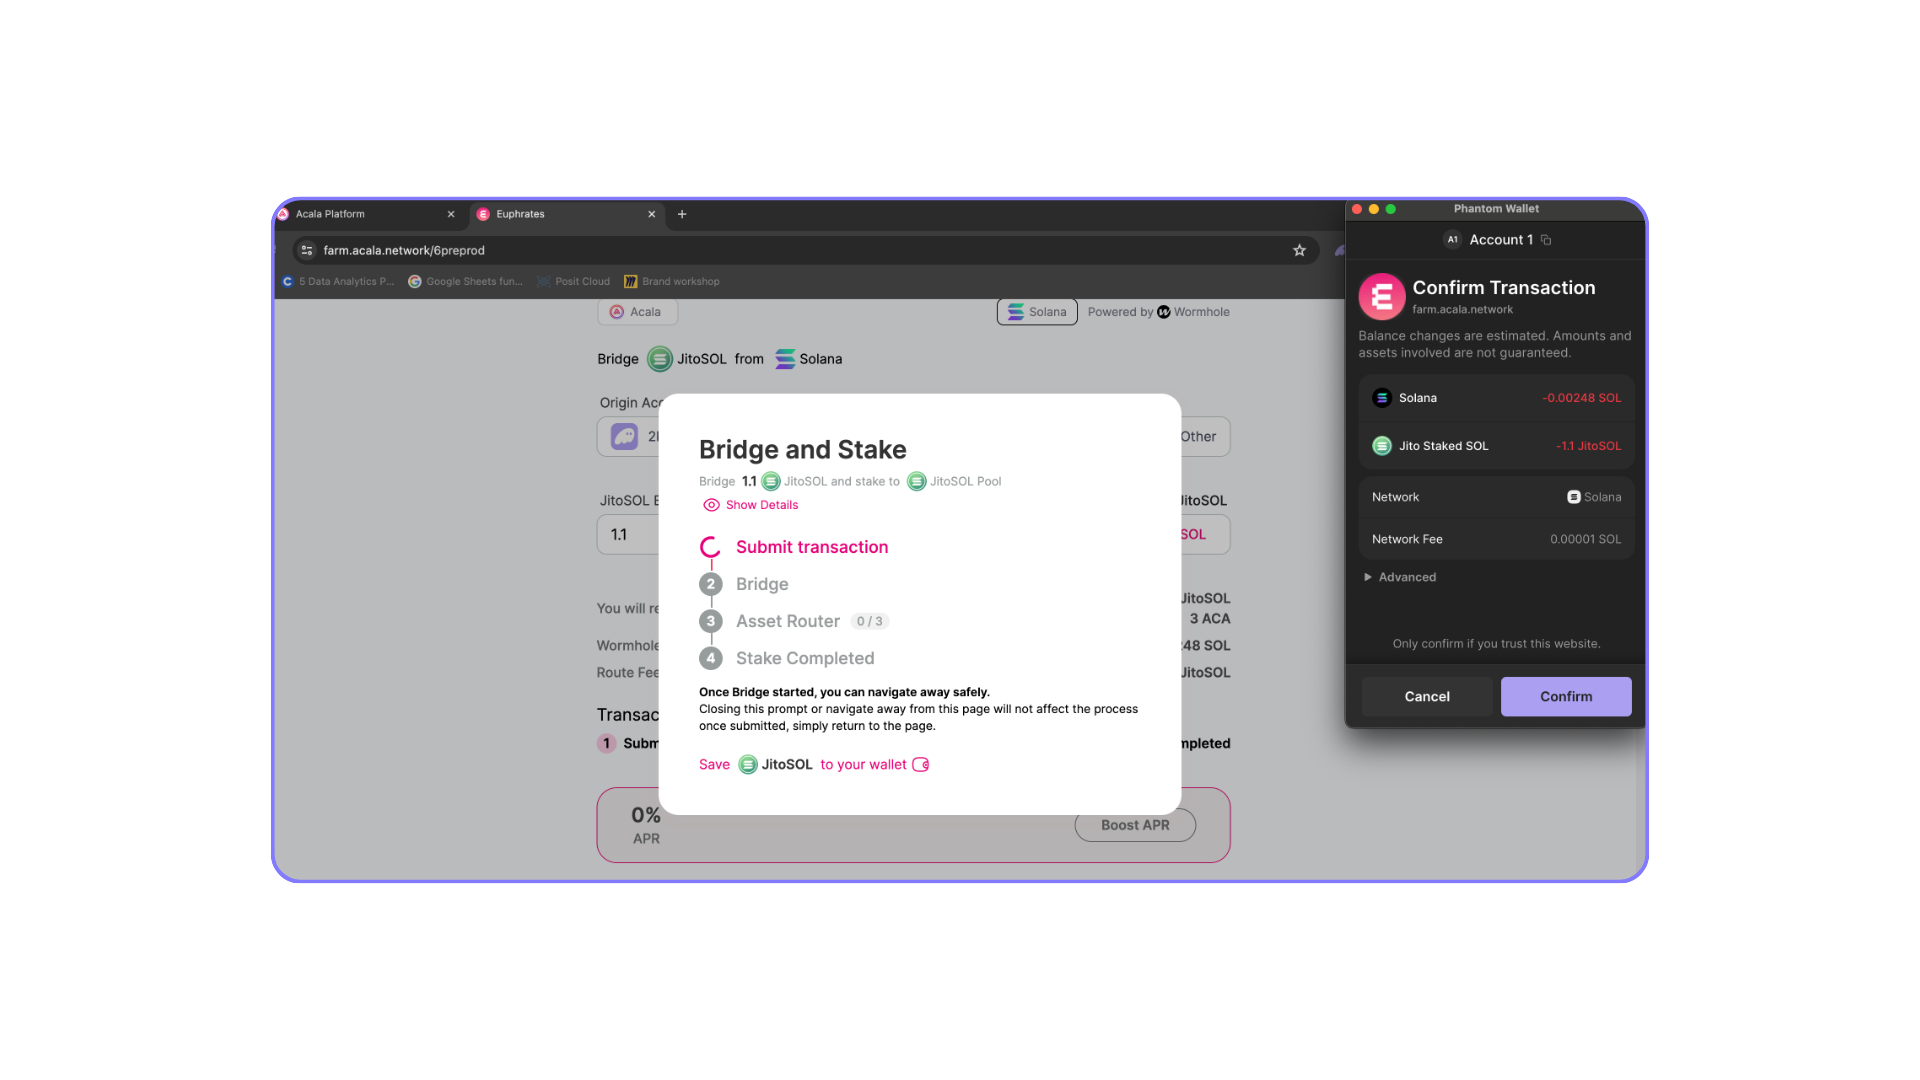 Acala Platform
Euphrates
farm.acala.network/6preprod
5 Data Analytics P...
Google Sheets fun...
Posit Cloud
Brand workshop
Acala
Solana
Powered by Wormhole
Bridge JitoSOL from Solana
Origin Acc
2
Other
JitoSOL
JitoSOL
1.1
SOL
You will re
JitoSOL
3 ACA
Wormhole
48 SOL
Route Fee
JitoSOL
Transac
1 Subm
mpleted
0%
APR
Boost APR
Bridge and Stake
Bridge 1.1 JitoSOL and stake to JitoSOL Pool
Show Details
Submit transaction
2 Bridge
3 Asset Router 0 / 3
4 Stake Completed
Once Bridge started, you can navigate away safely.
Closing this prompt or navigate away from this page will not affect the process
once submitted, simply return to the page.
Save JitoSOL to your wallet
Phantom Wallet
A1 Account 1
Confirm Transaction
farm.acala.network
Balance changes are estimated. Amounts and
assets involved are not guaranteed.
Solana -0.00248 SOL
Jito Staked SOL -1.1 JitoSOL
Network Solana
Network Fee 0.00001 SOL
Advanced
Only confirm if you trust this website.
Cancel
Confirm